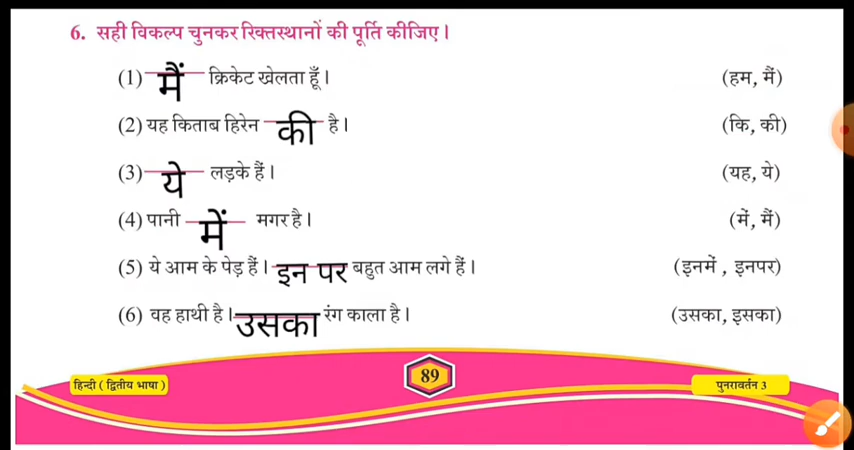 6. सही विकल्प चुनकर रिक्तस्थानों की पूर्ति कीजिए।
(1) मैं क्रिकेट खेलता हूँ। (हम, मैं)
(2) यह किताब हिरेन की है। (कि, की)
(3) ये लड़के हैं। (यह, ये)
(4) पानी में मगर है। (में, मैं)
(5) ये आम के पेड़ हैं। इन पर बहुत आम लगे हैं। (इनमें , इनपर)
(6) वह हाथी है। उसका रंग काला है। (उसका, इसका)
हिन्दी ( द्वितीय भाषा ) 89 पुनरावर्तन 3